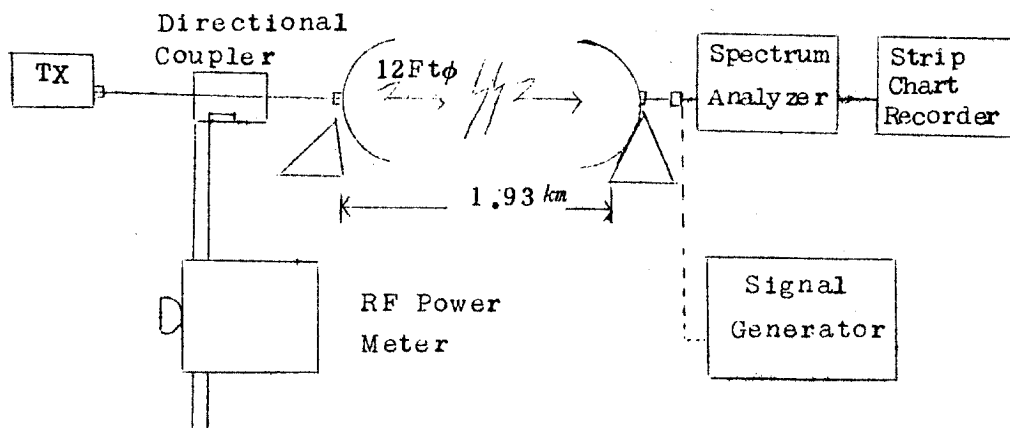 Directional
Coupler
TX
12Ftφ
Spectrum
Analyzer
Strip
Chart
Recorder
1.93 km
RF Power
Meter
Signal
Generator